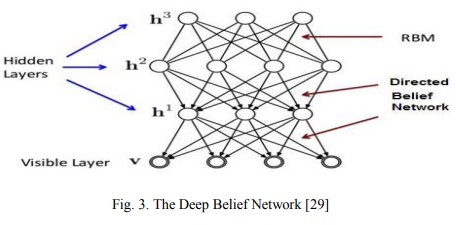 h³
RBM
Hidden
Layers
h²
Directed
Belief
Network
h¹
Visible Layer v
Fig. 3. The Deep Belief Network [29]